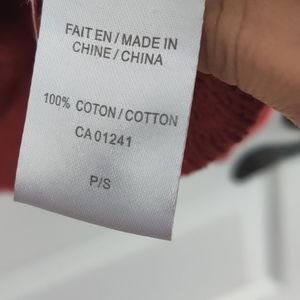 FAIT EN / MADE IN
CHINE / CHINA
100% COTON / COTTON
CA 01241
P/S